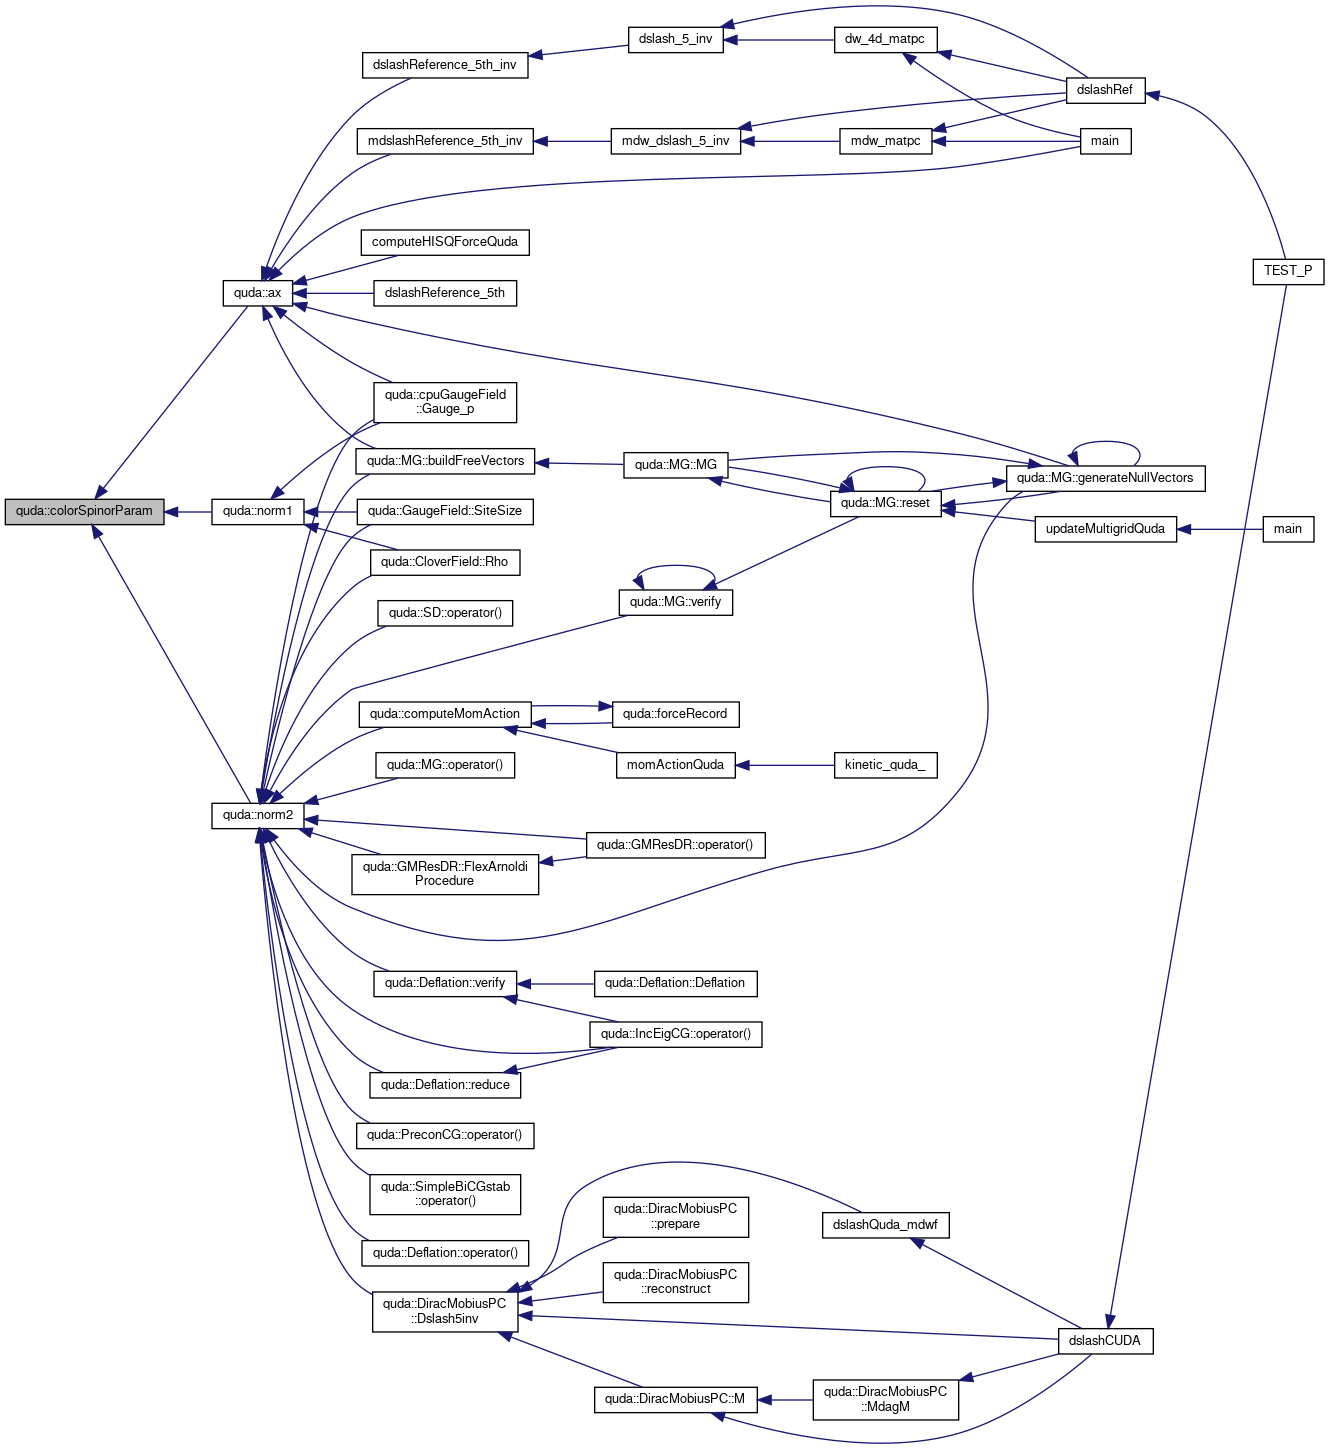 dslash_5_inv
dw_4d_matpc
dslashReference_5th_inv
dslashRef
mdslashReference_5th_inv
mdw_dslash_5_inv
mdw_matpc
main
computeHISQForceQuda
TEST_P
quda::ax
dslashReference_5th
quda::cpuGaugeField
::Gauge_p
quda::MG::buildFreeVectors
quda::MG::MG
quda::MG::generateNullVectors
quda::MG::reset
quda::colorSpinorParam
quda::norm1
quda::GaugeField::SiteSize
updateMultigridQuda
main
quda::CloverField::Rho
quda::MG::verify
quda::SD::operator()
quda::computeMomAction
quda::forceRecord
quda::MG::operator()
momActionQuda
kinetic_quda_
quda::norm2
quda::GMResDR::operator()
quda::GMResDR::FlexArnoldi
Procedure
quda::Deflation::verify
quda::Deflation::Deflation
quda::IncEigCG::operator()
quda::Deflation::reduce
quda::PreconCG::operator()
quda::SimpleBiCGstab
::operator()
quda::DiracMobiusPC
::prepare
dslashQuda_mdwf
quda::Deflation::operator()
quda::DiracMobiusPC
::reconstruct
quda::DiracMobiusPC
::Dslash5inv
dslashCUDA
quda::DiracMobiusPC::M
quda::DiracMobiusPC
::MdagM